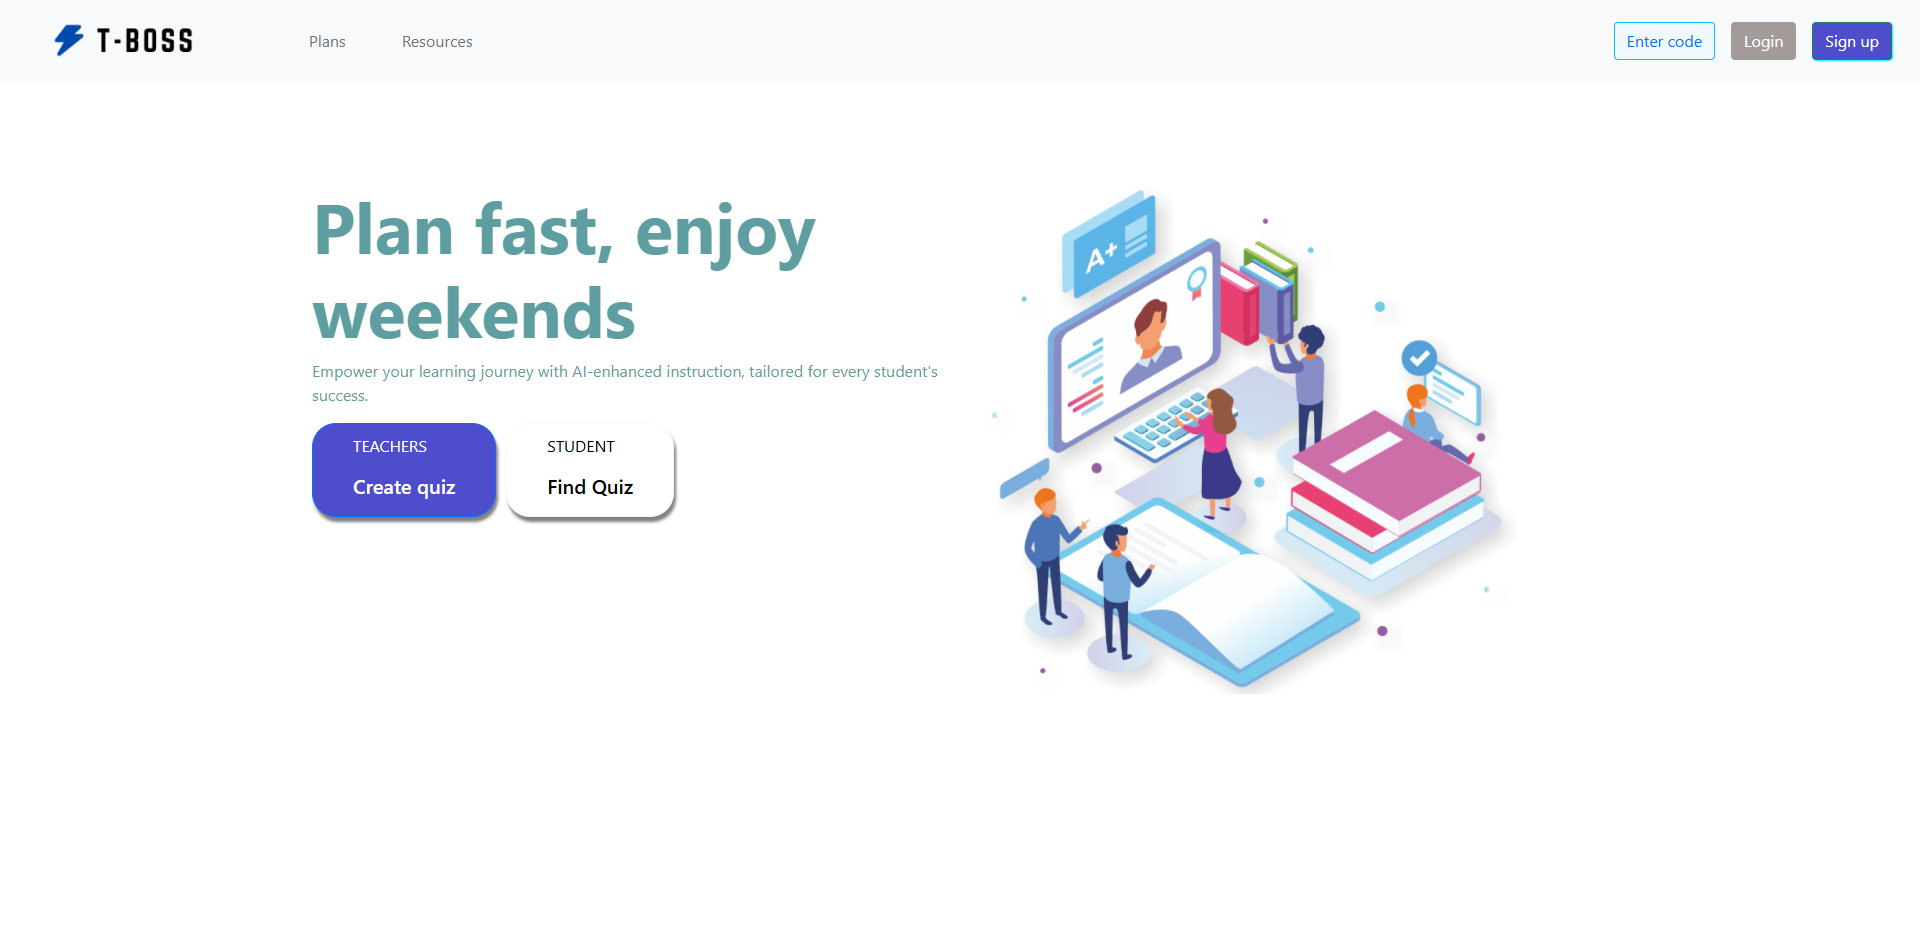 T-BOSS
Plans
Resources
Enter code
Login
Sign up
Plan fast, enjoy
weekends
Empower your learning journey with AI-enhanced instruction, tailored for every student's
success.
TEACHERS
Create quiz
STUDENT
Find Quiz
A+